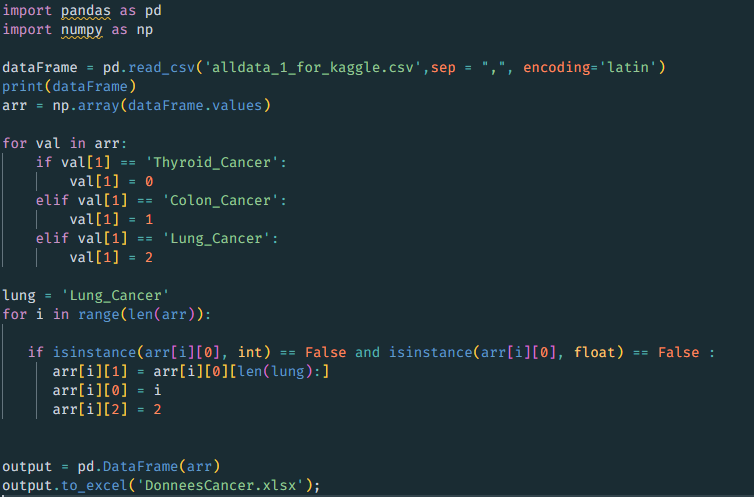 import pandas as pd
import numpy as np
dataFrame = pd.read_csv('alldata_1_for_kaggle.csv',sep = ",", encoding='latin')
print(dataFrame)
arr = np.array(dataFrame.values)
for val in arr:
    if val[1] == 'Thyroid_Cancer':
        val[1] = 0
    elif val[1] == 'Colon_Cancer':
        val[1] = 1
    elif val[1] == 'Lung_Cancer':
        val[1] = 2
lung = 'Lung_Cancer'
for i in range(len(arr)):
   if isinstance(arr[i][0], int) == False and isinstance(arr[i][0], float) == False :
      arr[i][1] = arr[i][0][len(lung):]
      arr[i][0] = i
      arr[i][2] = 2
output = pd.DataFrame(arr)
output.to_excel('DonneesCancer.xlsx');